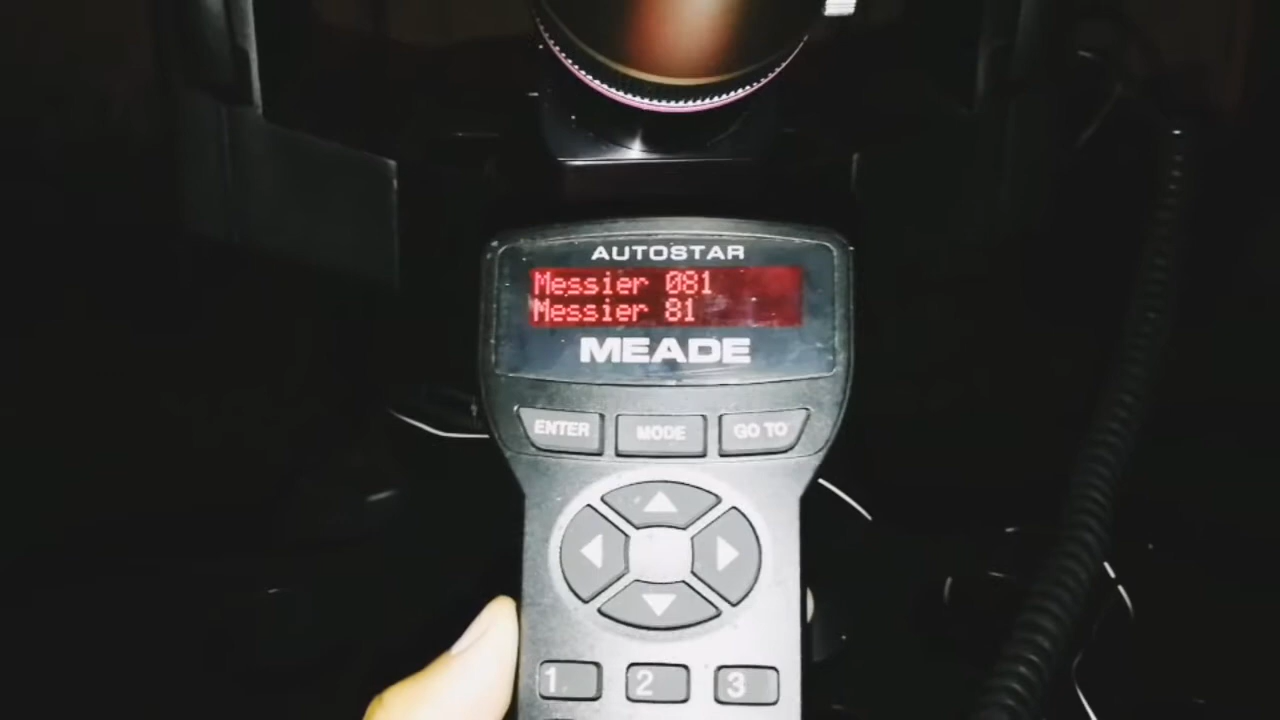 AUTOSTAR
Messier 081
Messier 81
MEADE
ENTER MODE GO TO
1 2 3